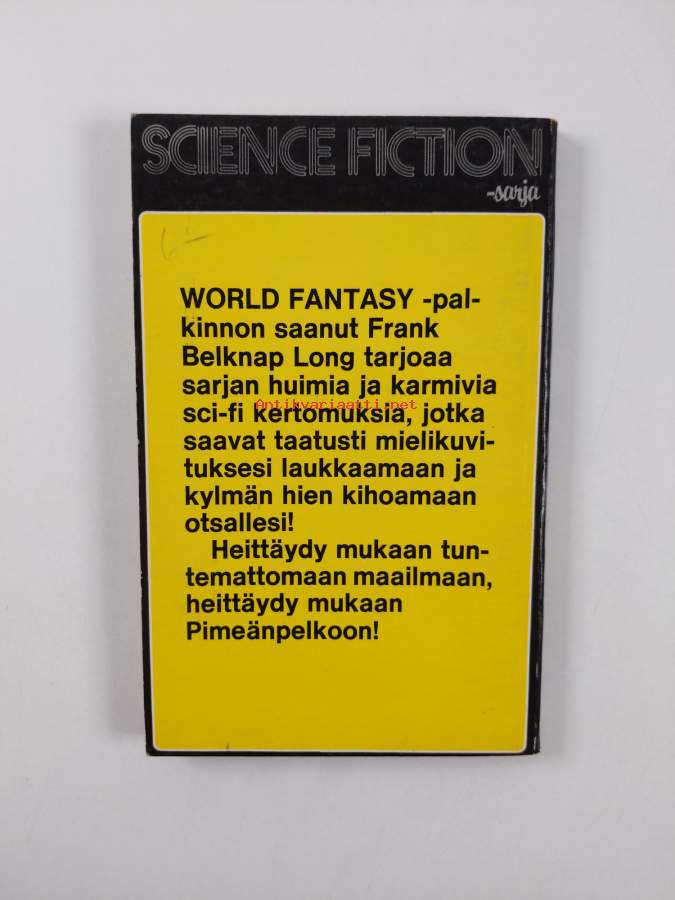 SCIENCE FICTION
-sarja
6-
WORLD FANTASY -pal-
kinnon saanut Frank
Belknap Long tarjoaa
sarjan huimia ja karmivia
Antikvariaatti.net
sci-fi kertomuksia, jotka
saavat taatusti mielikuvi-
tuksesi laukkaamaan ja
kylmän hien kihoamaan
otsallesi!
Heittäydy mukaan tun-
temattomaan maailmaan,
heittäydy mukaan
Pimeänpelkoon!